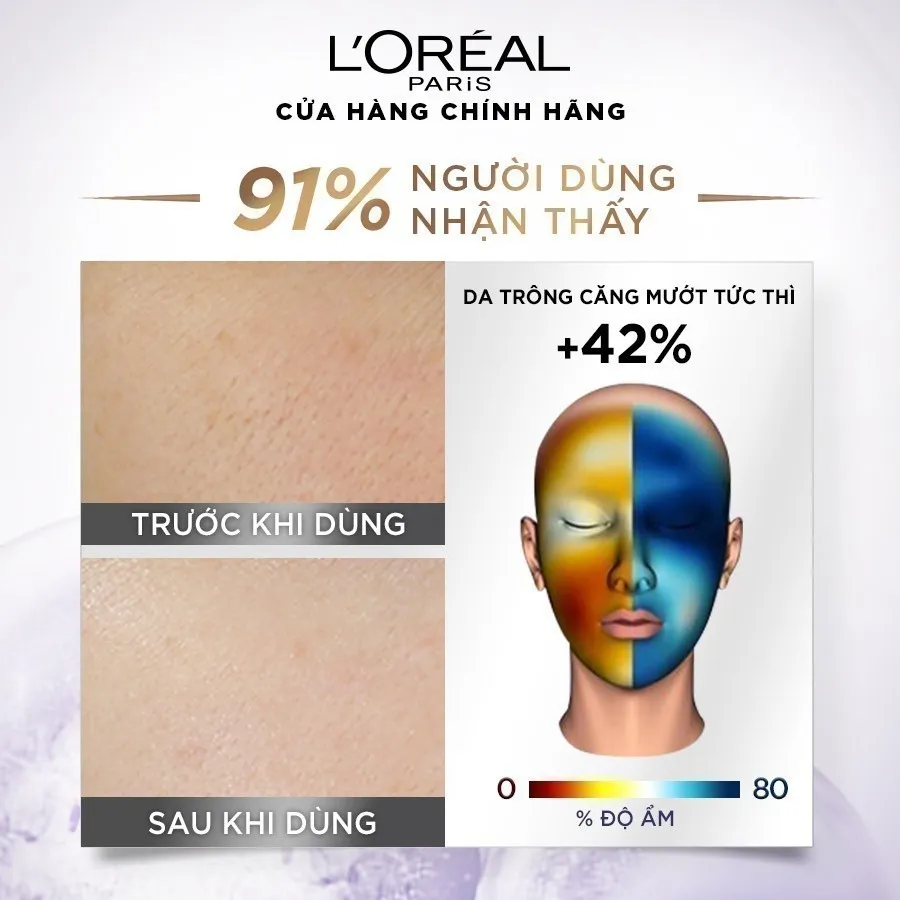 L'ORÉAL
PARiS
CỬA HÀNG CHÍNH HÃNG
91% NGƯỜI DÙNG
NHẬN THẤY
TRƯỚC KHI DÙNG
SAU KHI DÙNG
DA TRÔNG CĂNG MƯỚT TỨC THÌ
+42%
0 80
% ĐỘ ẨM